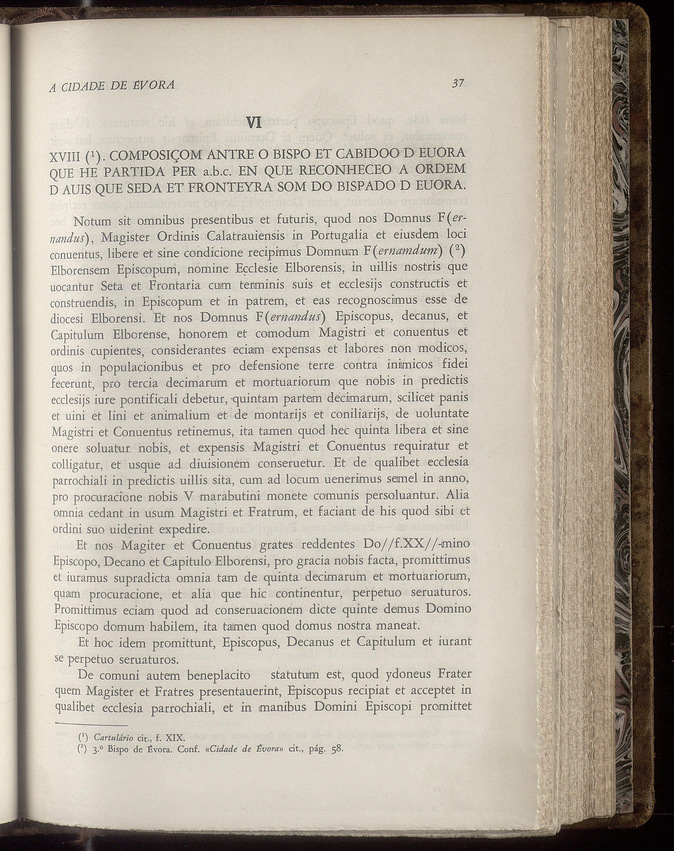 A CIDADE DE ÉVORA 37
VI
XVIII (¹). COMPOSIÇOM ANTRE O BISPO ET CABIDOO D EUORA
QUE HE PARTIDA PER a.b.c. EN QUE RECONHECEO A ORDEM
D AUIS QUE SEDA ET FRONTEYRA SOM DO BISPADO D EUORA.
Notum sit omnibus presentibus et futuris, quod nos Domnus F(er-
nandus), Magister Ordinis Calatrauiensis in Portugalia et eiusdem loci
conuentus, libere et sine condicione recipimus Domnum F(ernamdum) (²)
Elborensem Episcopum, nomine Ecclesie Elborensis, in uillis nostris que
uocantur Seta et Frontaria cum terminis suis et ecclesijs constructis et
construendis, in Episcopum et in patrem, et eas recognoscimus esse de
diocesi Elborensi. Et nos Domnus F(ernandus) Episcopus, decanus, et
Capitulum Elborense, honorem et comodum Magistri et conuentus et
ordinis cupientes, considerantes eciam expensas et labores non modicos,
quos in populacionibus et pro defensione terre contra inimicos fidei
fecerunt, pro tercia decimarum et mortuariorum que nobis in predictis
ecclesijs iure pontificali debetur, quintam partem decimarum, scilicet panis
et uini et lini et animalium et de montarijs et coniliarijs, de uoluntate
Magistri et Conuentus retinemus, ita tamen quod hec quinta libera et sine
onere soluatur nobis, et expensis Magistri et Conuentus requiratur et
colligatur, et usque ad diuisionem conseruetur. Et de qualibet ecclesia
parrochiali in predictis uillis sita, cum ad locum uenerimus semel in anno,
pro procuracione nobis V marabutini monete comunis persoluantur. Alia
omnia cedant in usum Magistri et Fratrum, et faciant de his quod sibi et
ordini suo uiderint expedire.
Et nos Magiter et Conuentus grates reddentes Do//f.XX//-mino
Episcopo, Decano et Capitulo Elborensi, pro gracia nobis facta, promittimus
et iuramus supradicta omnia tam de quinta decimarum et mortuariorum,
quam procuracione, et alia que hic continentur, perpetuo seruaturos.
Promittimus eciam quod ad conseruacionem dicte quinte demus Domino
Episcopo domum habilem, ita tamen quod domus nostra maneat.
Et hoc idem promittunt, Episcopus, Decanus et Capitulum et iurant
se perpetuo seruaturos.
De comuni autem beneplacito statutum est, quod ydoneus Frater
quem Magister et Fratres presentauerint, Episcopus recipiat et acceptet in
qualibet ecclesia parrochiali, et in manibus Domini Episcopi promittet
(¹) Cartulário cit., f. XIX.
(²) 3.º Bispo de Évora. Conf. «Cidade de Évora» cit., pág. 58.